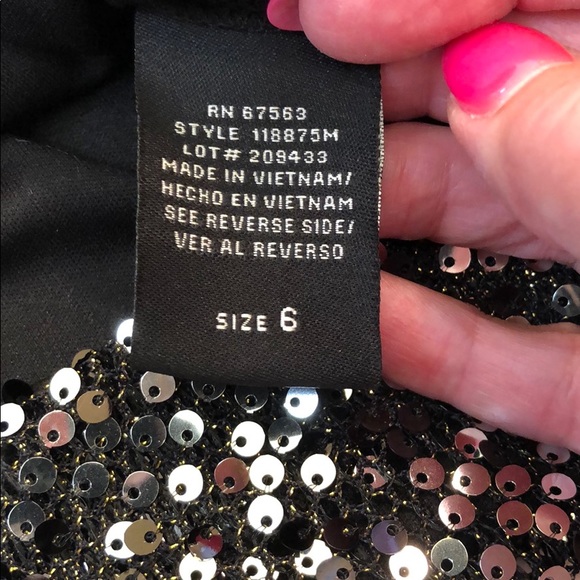 RN 67563
STYLE 118875M
LOT# 209433
MADE IN VIETNAM/
HECHO EN VIETNAM
SEE REVERSE SIDE/
VER AL REVERSO
SIZE 6